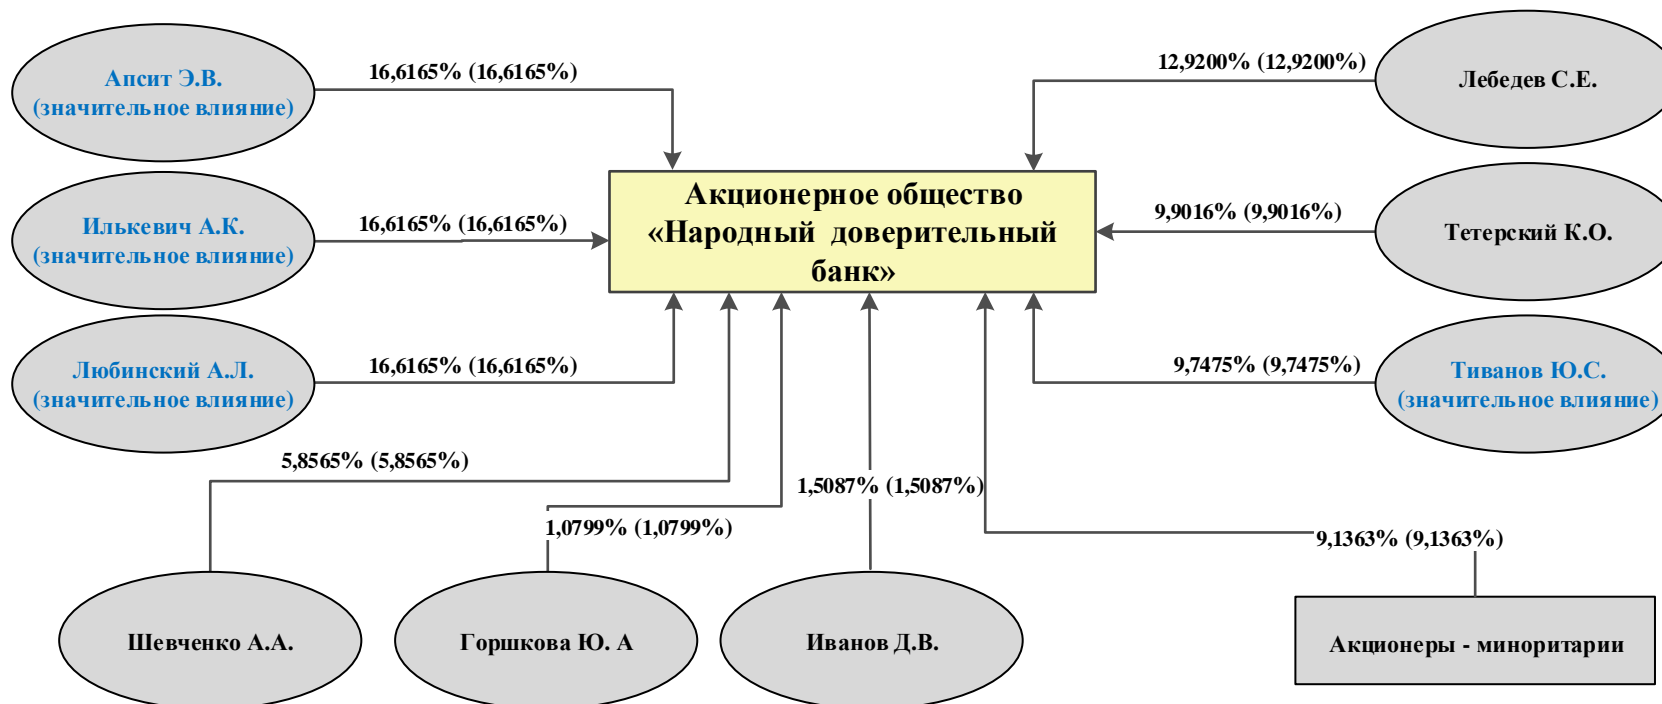 Апсит Э.В.
(значительное влияние)
16,6165% (16,6165%)
12,9200% (12,9200%)
Лебедев С.Е.
Илькевич А.К.
(значительное влияние)
16,6165% (16,6165%)
Акционерное общество
«Народный доверительный
банк»
9,9016% (9,9016%)
Тетерский К.О.
Любинский А.Л.
(значительное влияние)
16,6165% (16,6165%)
9,7475% (9,7475%)
Тиванов Ю.С.
(значительное влияние)
5,8565% (5,8565%)
1,0799% (1,0799%)
1,5087% (1,5087%)
9,1363% (9,1363%)
Шевченко А.А.
Горшкова Ю. А
Иванов Д.В.
Акционеры - миноритарии